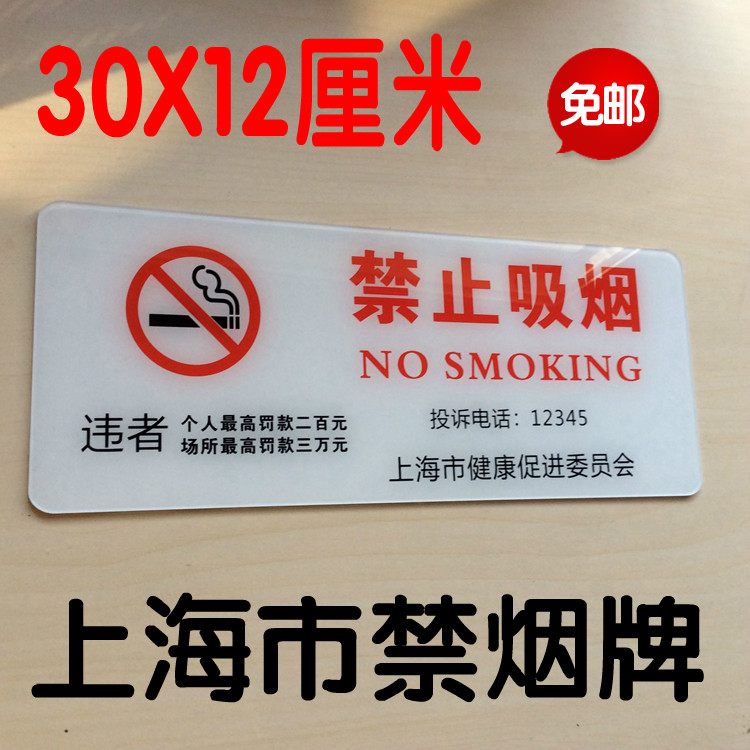 30X12厘米
免邮
禁止吸烟
NO SMOKING
违者 个人最高罚款二百元
场所最高罚款三万元
投诉电话：12345
上海市健康促进委员会
上海市禁烟牌